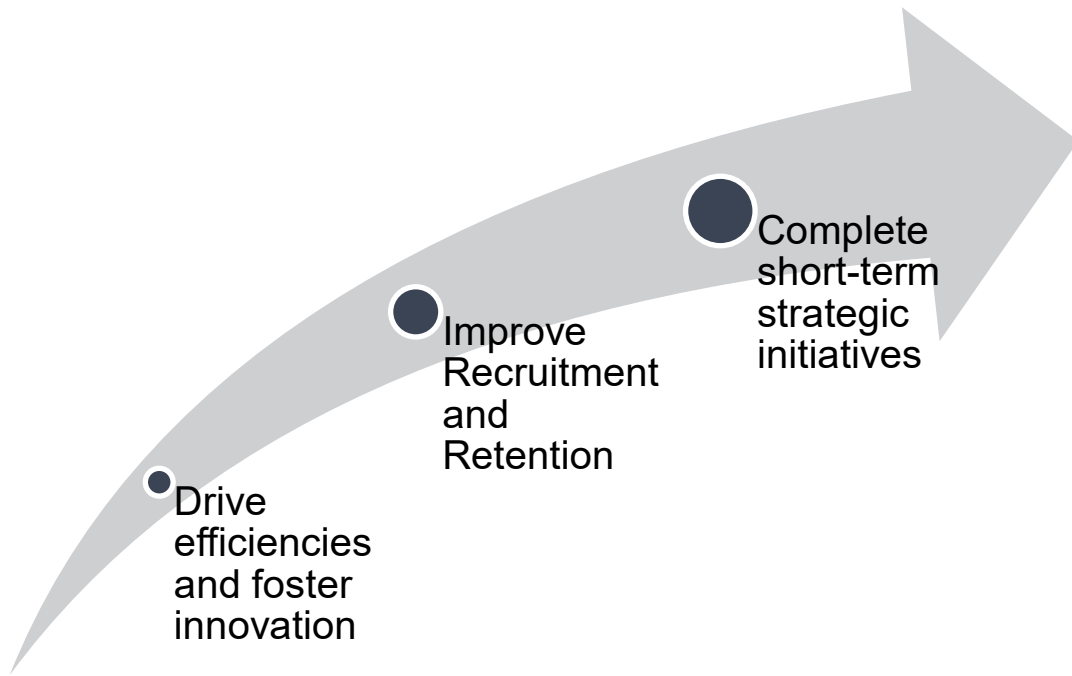 Drive
efficiencies
and foster
innovation
Improve
Recruitment
and
Retention
Complete
short-term
strategic
initiatives